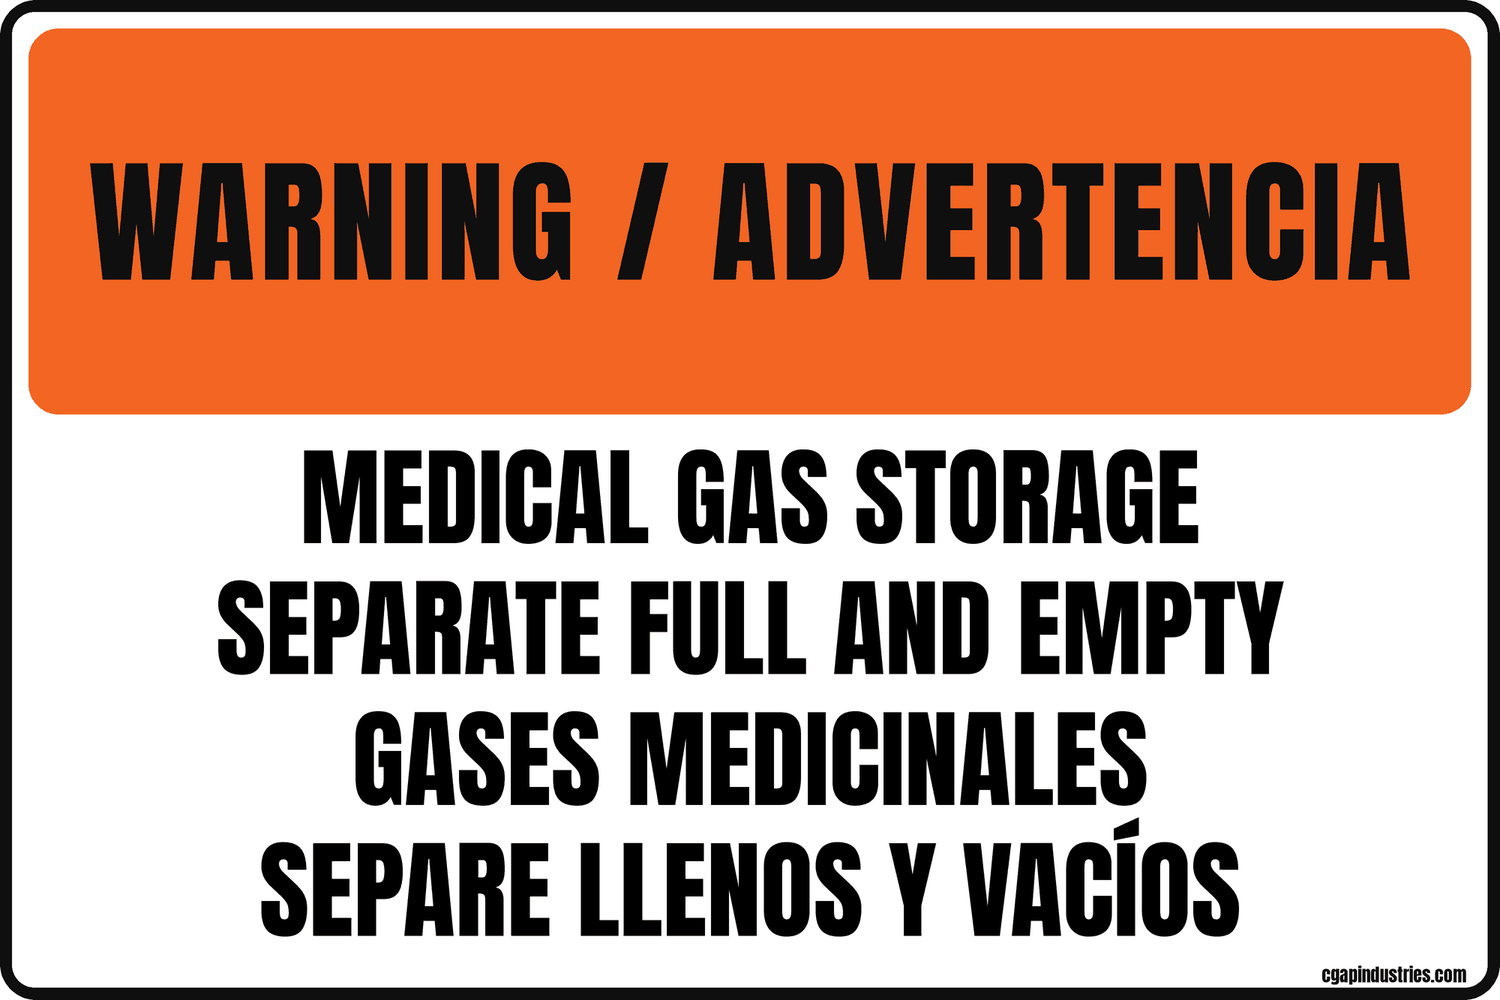 WARNING / ADVERTENCIA
MEDICAL GAS STORAGE
SEPARATE FULL AND EMPTY
GASES MEDICINALES
SEPARE LLENOS Y VACÍOS
cgapindustries.com